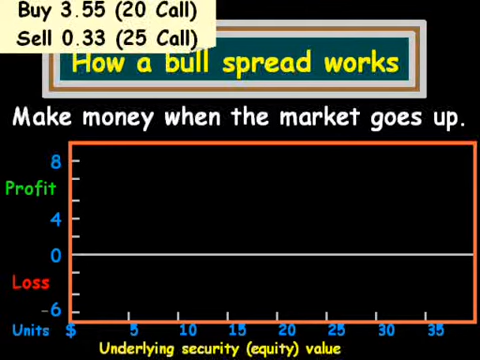 Buy 3.55 (20 Call)
Sell 0.33 (25 Call)
How a bull spread works
Make money when the market goes up.
8
Profit
4
0
Loss
-6
Units $ 5 10 15 20 25 30 35
Underlying security (equity) value